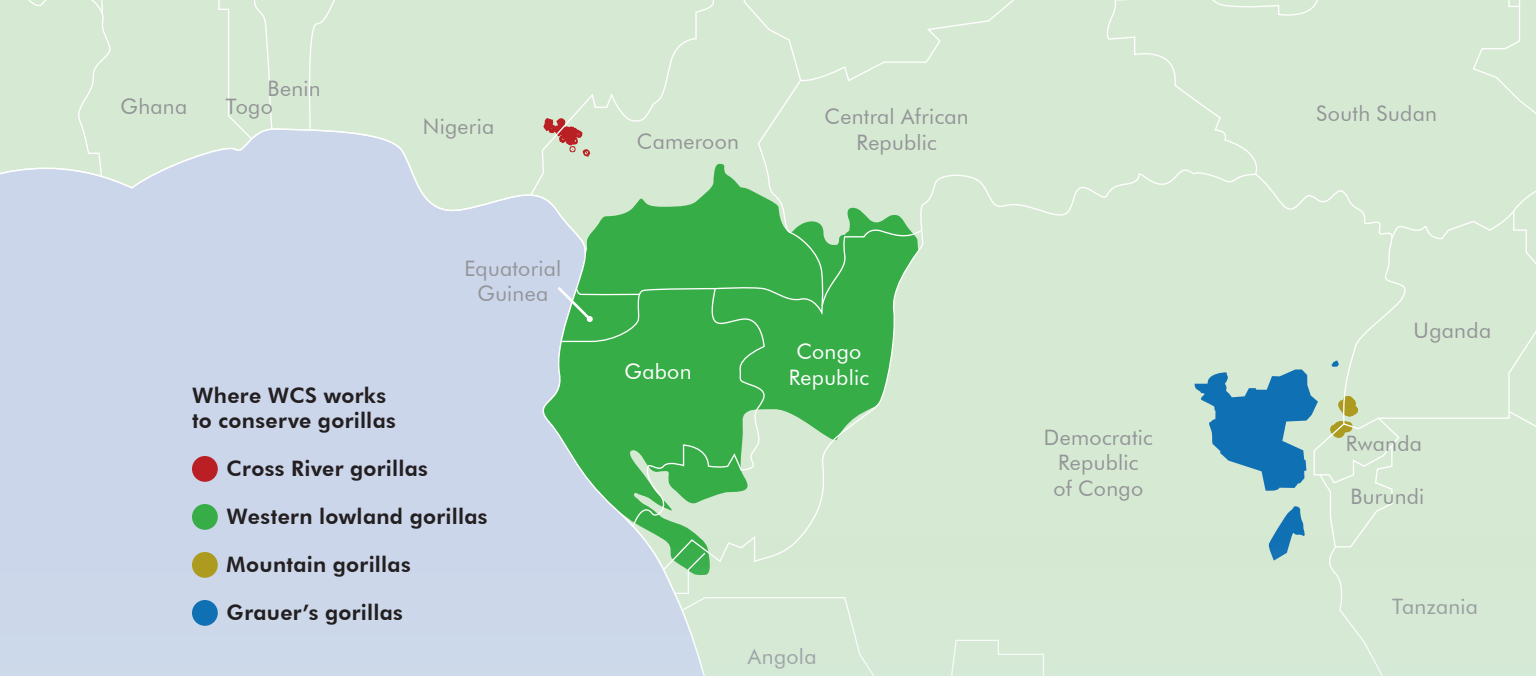 Ghana
Togo
Benin
Nigeria
Cameroon
Central African
Republic
South Sudan
Equatorial
Guinea
Gabon
Congo
Republic
Uganda
Where WCS works
to conserve gorillas
Cross River gorillas
Western lowland gorillas
Mountain gorillas
Grauer’s gorillas
Democratic
Republic
of Congo
Rwanda
Burundi
Tanzania
Angola